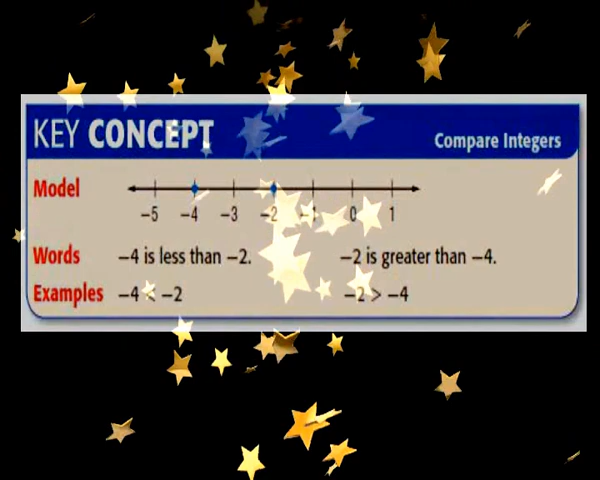 KEY CONCEPT Compare Integers
Model
−5 −4 −3 −2 −1 0 1
Words −4 is less than −2. −2 is greater than −4.
Examples −4 < −2 −2 > −4